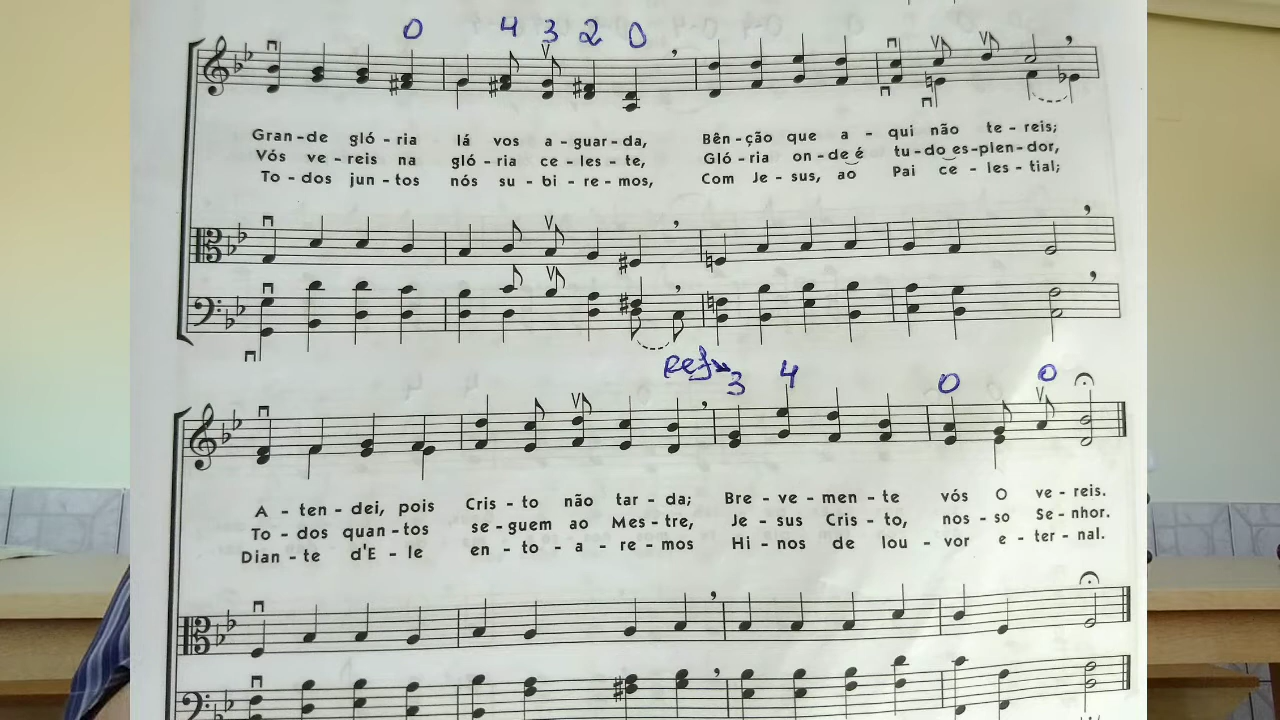 0 4 3 2 0
Gran-de gló-ria lá vos a-guar-da, Bên-ção que a-qui não te-reis;
Vós ve-reis na gló-ria ce-les-te, Gló-ria on-de é tu-do es-plen-dor,
To-dos jun-tos nós su-bi-re-mos, Com Je-sus, ao Pai ce-les-tial;
3 4 0 0
A-ten-dei, pois Cris-to não tar-da; Bre-ve-men-te vós O ve-reis.
To-dos quan-tos se-guem ao Mes-tre, Je-sus Cris-to, nos-so Se-nhor.
Dian-te d'E-le en-to-a-re-mos Hi-nos de lou-vor e-ter-nal.